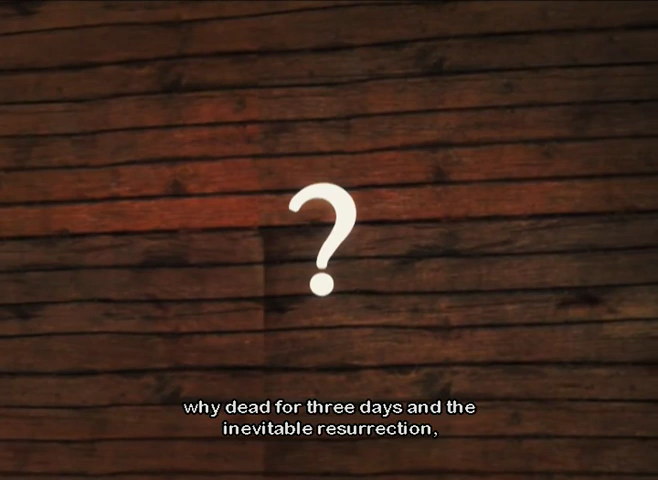 ?
why dead for three days and the
inevitable resurrection,